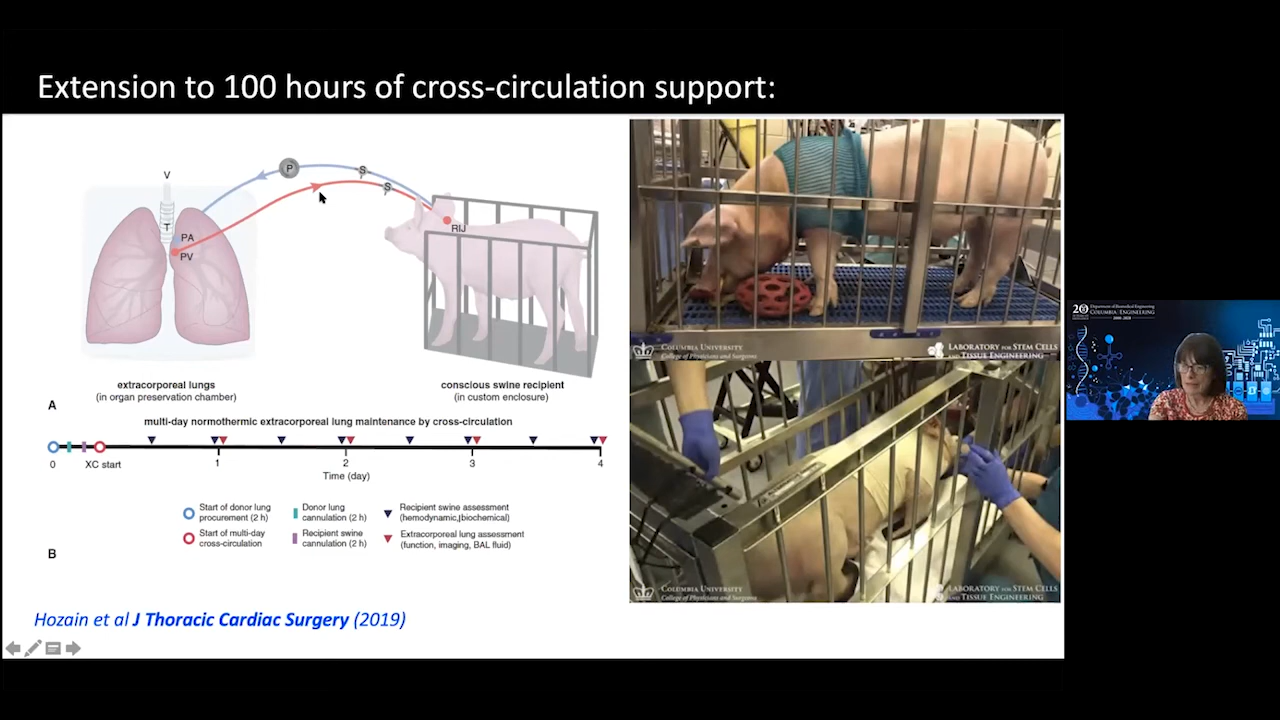 Extension to 100 hours of cross-circulation support:
V
P
S
S
T
PA
PV
RIJ
extracorporeal lungs
(in organ preservation chamber)
conscious swine recipient
(in custom enclosure)
A
multi-day normothermic extracorporeal lung maintenance by cross-circulation
0
XC start
1
2
3
4
Time (day)
Start of donor lung
procurement (2 h)
Donor lung
cannulation (2 h)
Recipient swine assessment
(hemodynamic, biochemical)
Start of multi-day
cross-circulation
Recipient swine
cannulation (2 h)
Extracorporeal lung assessment
(function, imaging, BAL fluid)
B
Hozain et al J Thoracic Cardiac Surgery (2019)
COLUMBIA UNIVERSITY
College of Physicians and Surgeons
LABORATORY FOR STEM CELLS
AND TISSUE ENGINEERING
COLUMBIA UNIVERSITY
College of Physicians and Surgeons
LABORATORY FOR STEM CELLS
AND TISSUE ENGINEERING
20
Department of Biomedical Engineering
COLUMBIA ENGINEERING